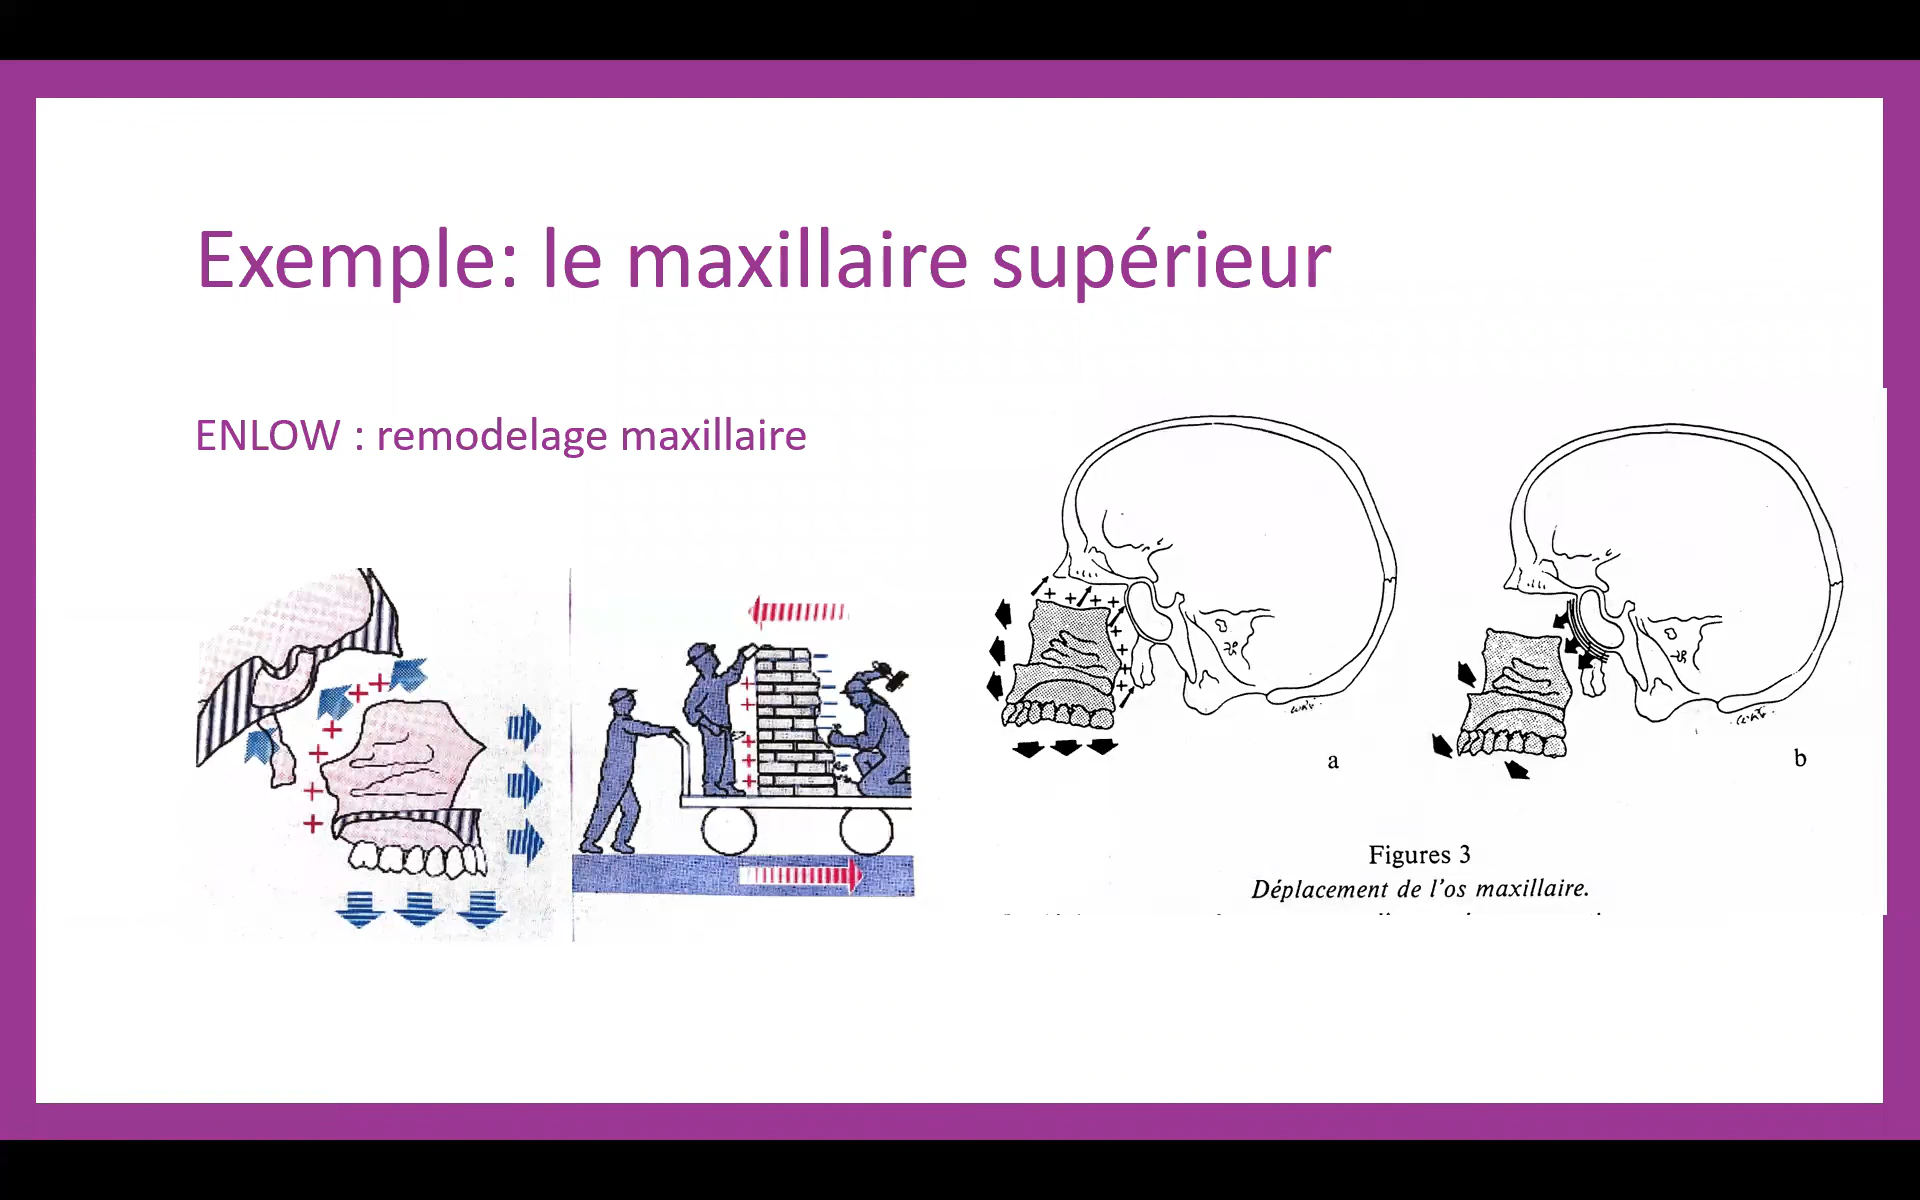 Exemple: le maxillaire supérieur
ENLOW : remodelage maxillaire
a
b
Figures 3
Déplacement de l'os maxillaire.